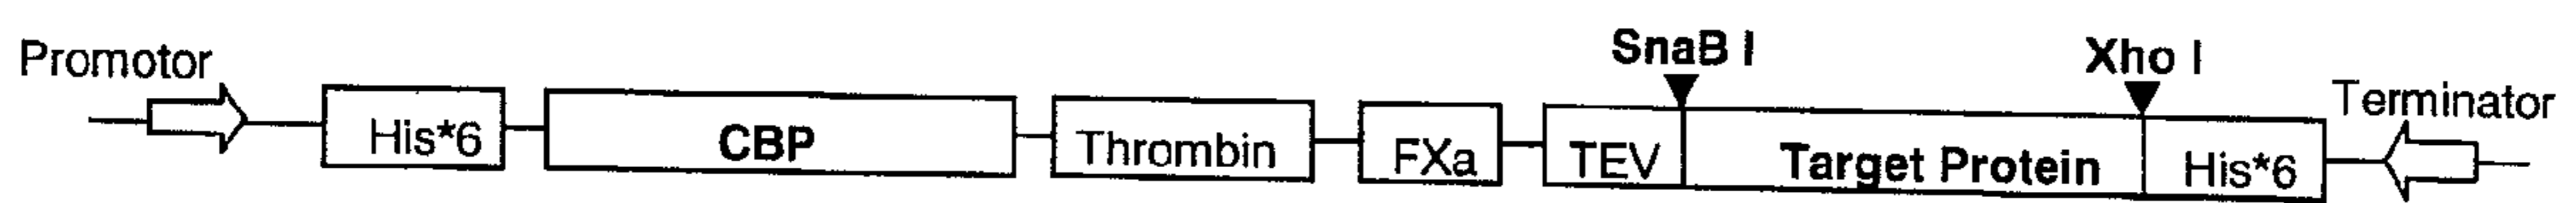 Promotor
SnaB I
Xho I
Terminator
His*6
CBP
Thrombin
FXa
TEV
Target Protein
His*6